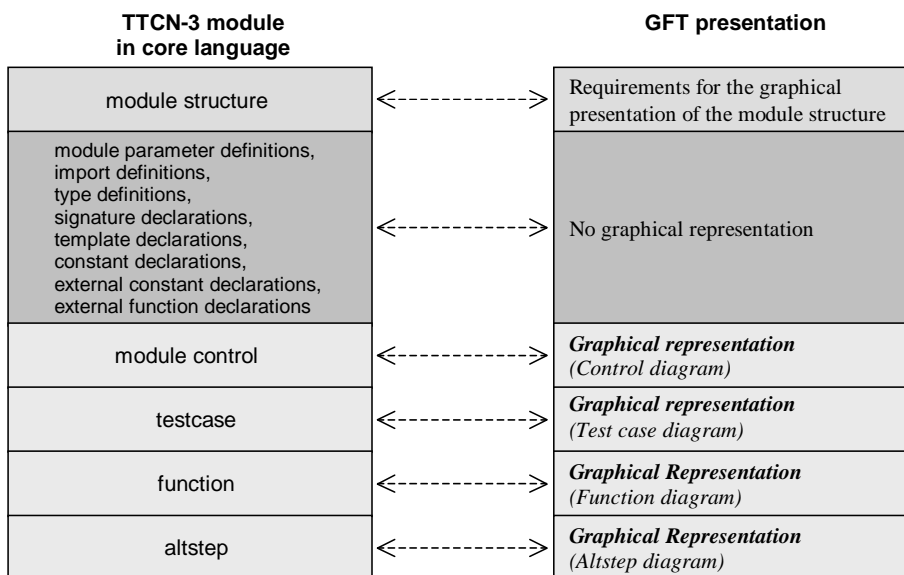 TTCN-3 module
in core language
GFT presentation
module structure
Requirements for the graphical
presentation of the module structure
module parameter definitions,
import definitions,
type definitions,
signature declarations,
template declarations,
constant declarations,
external constant declarations,
external function declarations
No graphical representation
module control
Graphical representation
(Control diagram)
testcase
Graphical representation
(Test case diagram)
function
Graphical Representation
(Function diagram)
altstep
Graphical Representation
(Altstep diagram)